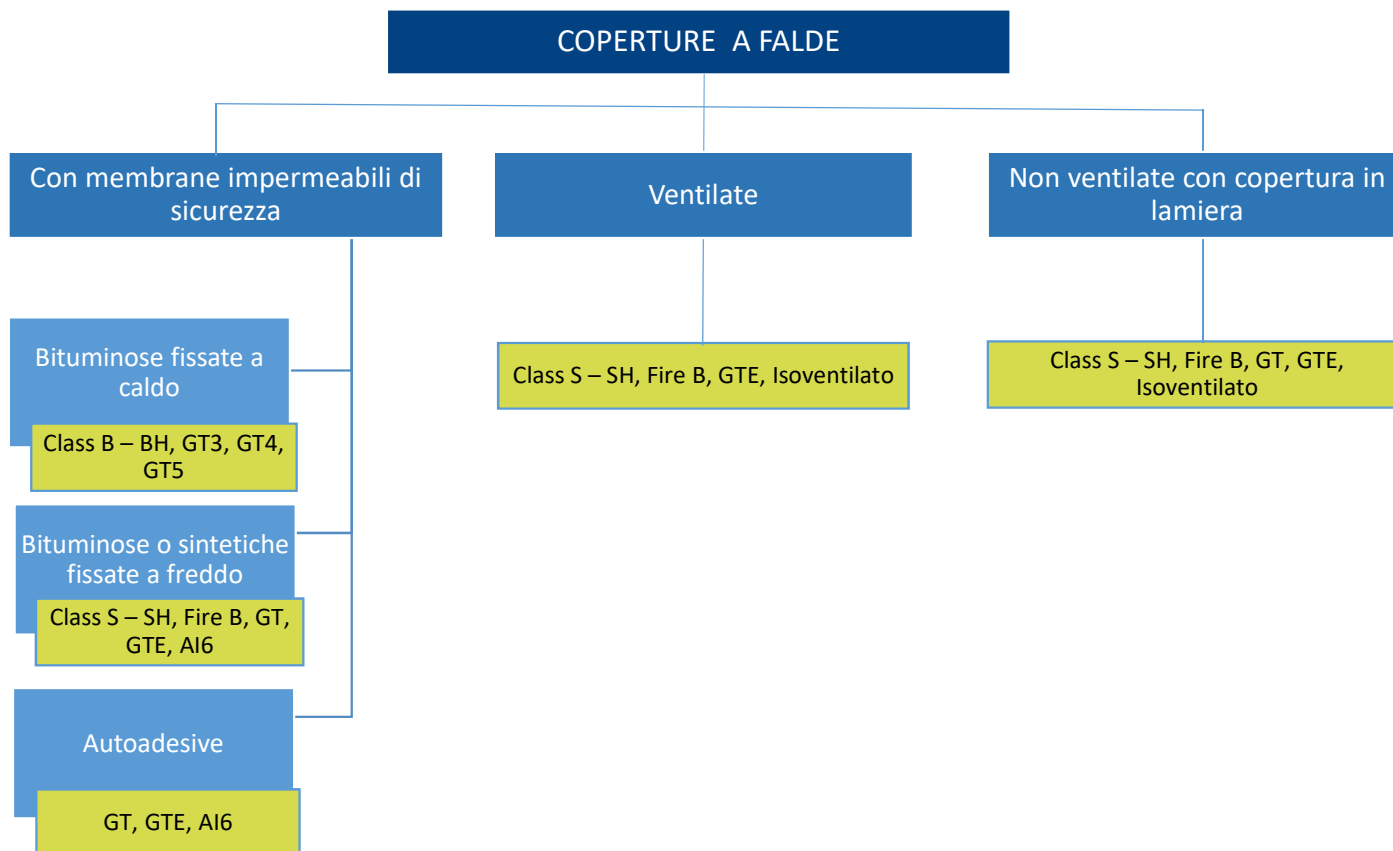 COPERTURE A FALDE
Con membrane impermeabili di
sicurezza
Ventilate
Non ventilate con copertura in
lamiera
Bituminose fissate a
caldo
Class B – BH, GT3, GT4,
GT5
Bituminose o sintetiche
fissate a freddo
Class S – SH, Fire B, GT,
GTE, AI6
Autoadesive
GT, GTE, AI6
Class S – SH, Fire B, GTE, Isoventilato
Class S – SH, Fire B, GT, GTE,
Isoventilato